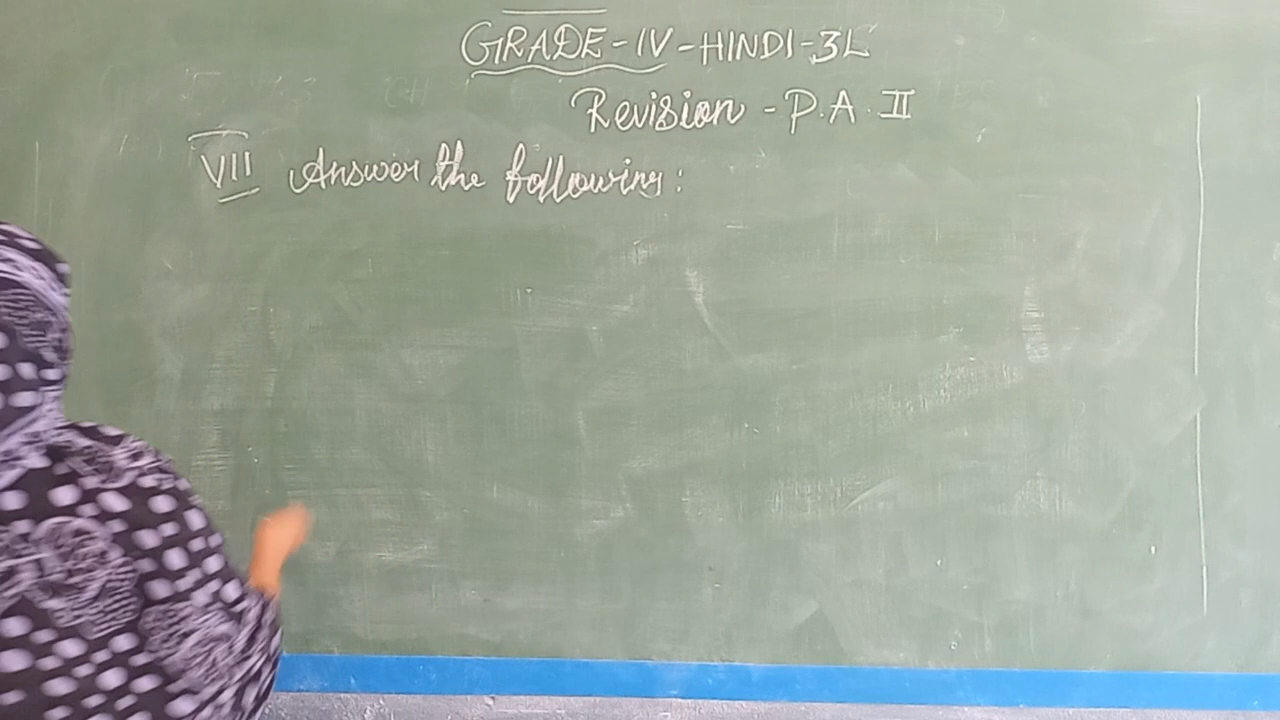 GRADE-IV-HINDI-3L
Revision - P.A. II
VII Answer the following: